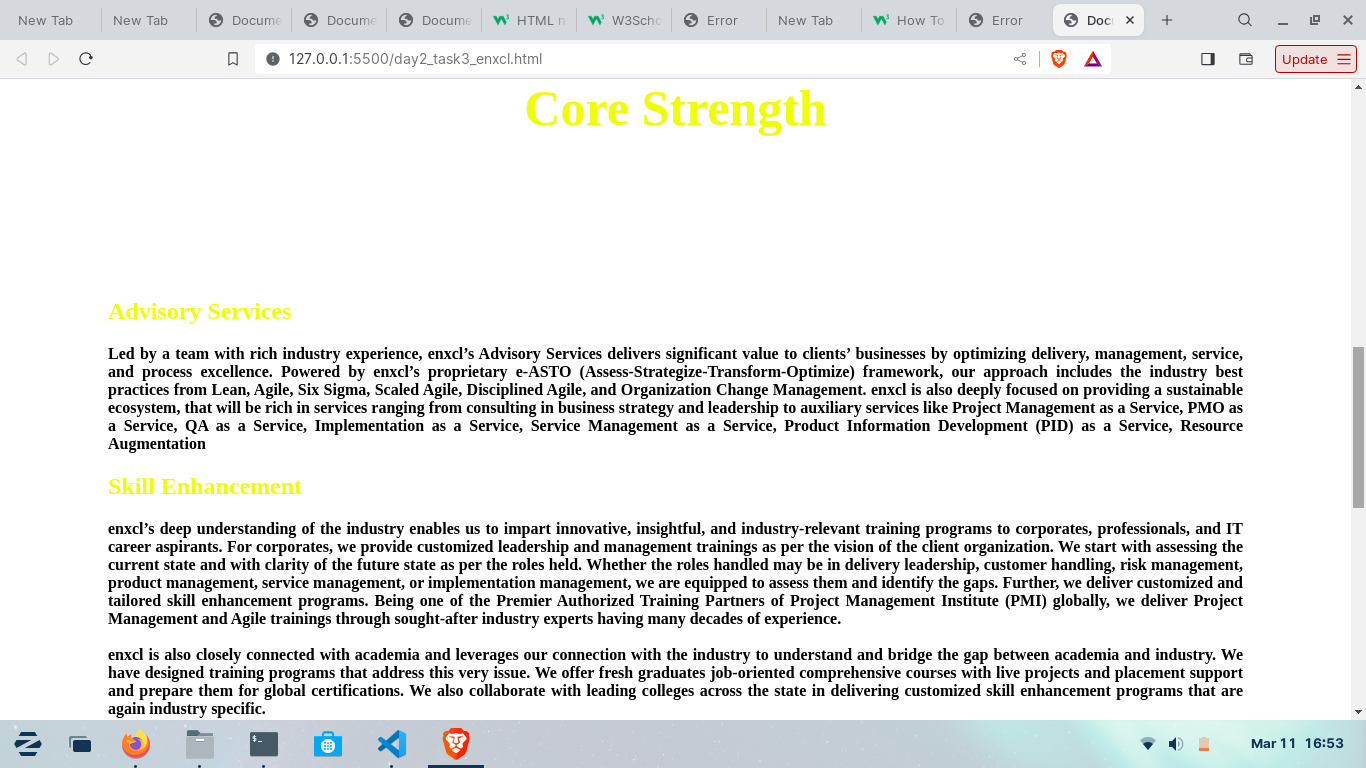 New Tab
New Tab
Docume
Docume
Docume
HTML n
W3Scho
Error
New Tab
How To
Error
Doc
127.0.0.1:5500/day2_task3_enxcl.html
Update
Core Strength
Advisory Services
Led by a team with rich industry experience, enxcl’s Advisory Services delivers significant value to clients’ businesses by optimizing delivery, management, service,
and process excellence. Powered by enxcl’s proprietary e-ASTO (Assess-Strategize-Transform-Optimize) framework, our approach includes the industry best
practices from Lean, Agile, Six Sigma, Scaled Agile, Disciplined Agile, and Organization Change Management. enxcl is also deeply focused on providing a sustainable
ecosystem, that will be rich in services ranging from consulting in business strategy and leadership to auxiliary services like Project Management as a Service, PMO as
a Service, QA as a Service, Implementation as a Service, Service Management as a Service, Product Information Development (PID) as a Service, Resource
Augmentation
Skill Enhancement
enxcl’s deep understanding of the industry enables us to impart innovative, insightful, and industry-relevant training programs to corporates, professionals, and IT
career aspirants. For corporates, we provide customized leadership and management trainings as per the vision of the client organization. We start with assessing the
current state and with clarity of the future state as per the roles held. Whether the roles handled may be in delivery leadership, customer handling, risk management,
product management, service management, or implementation management, we are equipped to assess them and identify the gaps. Further, we deliver customized and
tailored skill enhancement programs. Being one of the Premier Authorized Training Partners of Project Management Institute (PMI) globally, we deliver Project
Management and Agile trainings through sought-after industry experts having many decades of experience.
enxcl is also closely connected with academia and leverages our connection with the industry to understand and bridge the gap between academia and industry. We
have designed training programs that address this very issue. We offer fresh graduates job-oriented comprehensive courses with live projects and placement support
and prepare them for global certifications. We also collaborate with leading colleges across the state in delivering customized skill enhancement programs that are
again industry specific.
Mar 11 16:53